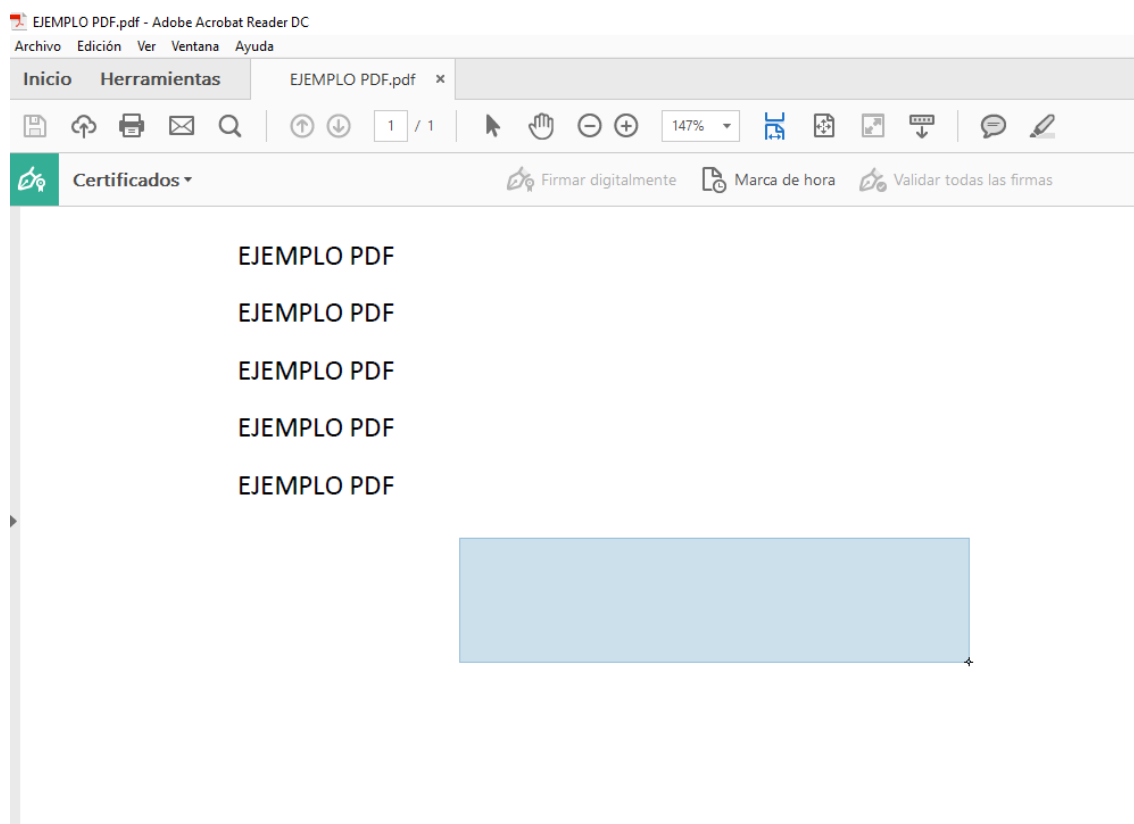 EJEMPLO PDF.pdf - Adobe Acrobat Reader DC
Archivo Edición Ver Ventana Ayuda
Inicio Herramientas EJEMPLO PDF.pdf ×
1 / 1 147%
Certificados Firmar digitalmente Marca de hora Validar todas las firmas
EJEMPLO PDF
EJEMPLO PDF
EJEMPLO PDF
EJEMPLO PDF
EJEMPLO PDF